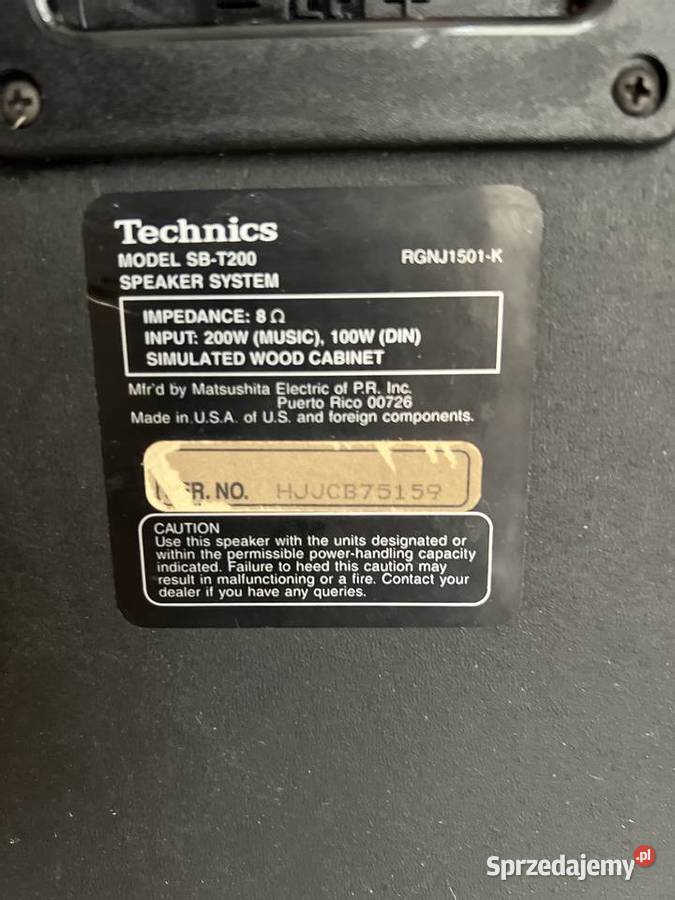 Technics
MODEL SB-T200 RGNJ1501-K
SPEAKER SYSTEM
IMPEDANCE: 8 Ω
INPUT: 200W (MUSIC), 100W (DIN)
SIMULATED WOOD CABINET
Mfr'd by Matsushita Electric of P.R. Inc.
Puerto Rico 00726
Made in U.S.A. of U.S. and foreign components.
NO. HJJCB75159
CAUTION
Use this speaker with the units designated or
within the permissible power-handling capacity
indicated. Failure to heed this caution may
result in malfunctioning or a fire. Contact your
dealer if you have any queries.
Sprzedajemy.pl